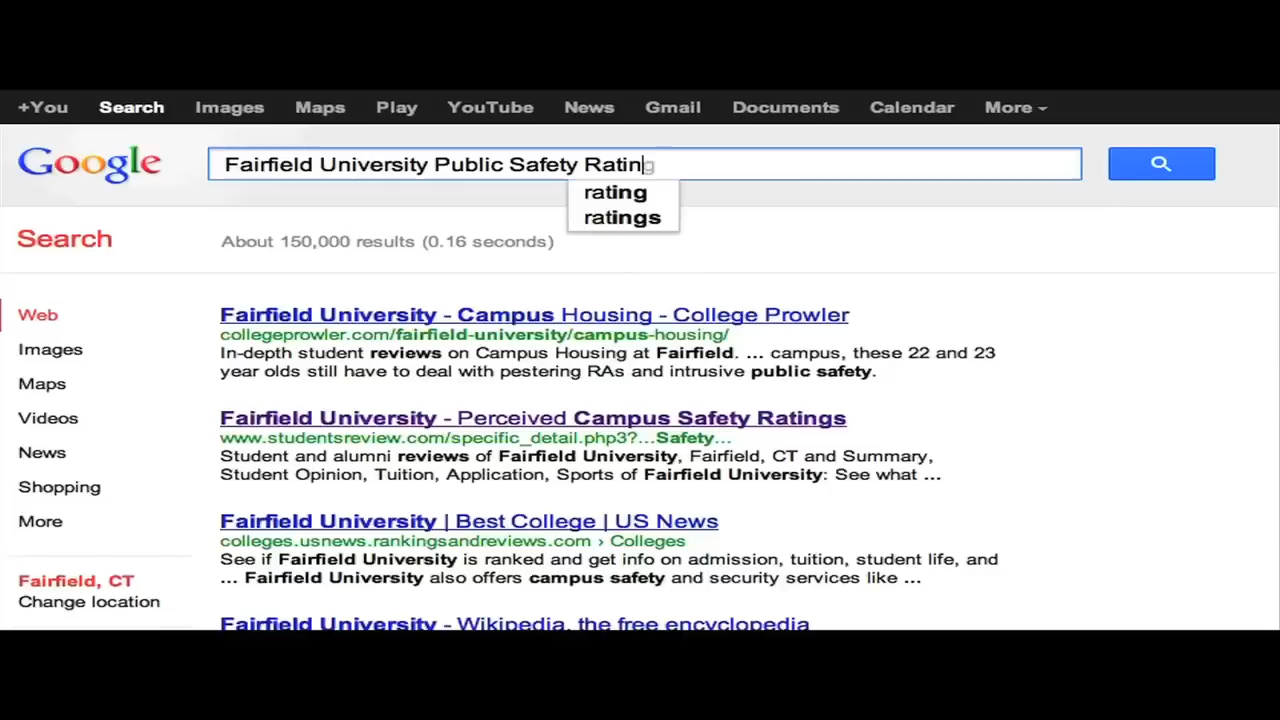 +You Search Images Maps Play YouTube News Gmail Documents Calendar More
Google
Fairfield University Public Safety Rating
rating
ratings
Search
About 150,000 results (0.16 seconds)
Web
Images
Maps
Videos
News
Shopping
More
Fairfield, CT
Change location
Fairfield University - Campus Housing - College Prowler
collegeprowler.com/fairfield-university/campus-housing/
In-depth student reviews on Campus Housing at Fairfield. ... campus, these 22 and 23
year olds still have to deal with pestering RAs and intrusive public safety.
Fairfield University - Perceived Campus Safety Ratings
www.studentsreview.com/specific_detail.php3?...Safety...
Student and alumni reviews of Fairfield University, Fairfield, CT and Summary,
Student Opinion, Tuition, Application, Sports of Fairfield University: See what ...
Fairfield University | Best College | US News
colleges.usnews.rankingsandreviews.com › Colleges
See if Fairfield University is ranked and get info on admission, tuition, student life, and
... Fairfield University also offers campus safety and security services like ...
Fairfield University - Wikipedia, the free encyclopedia